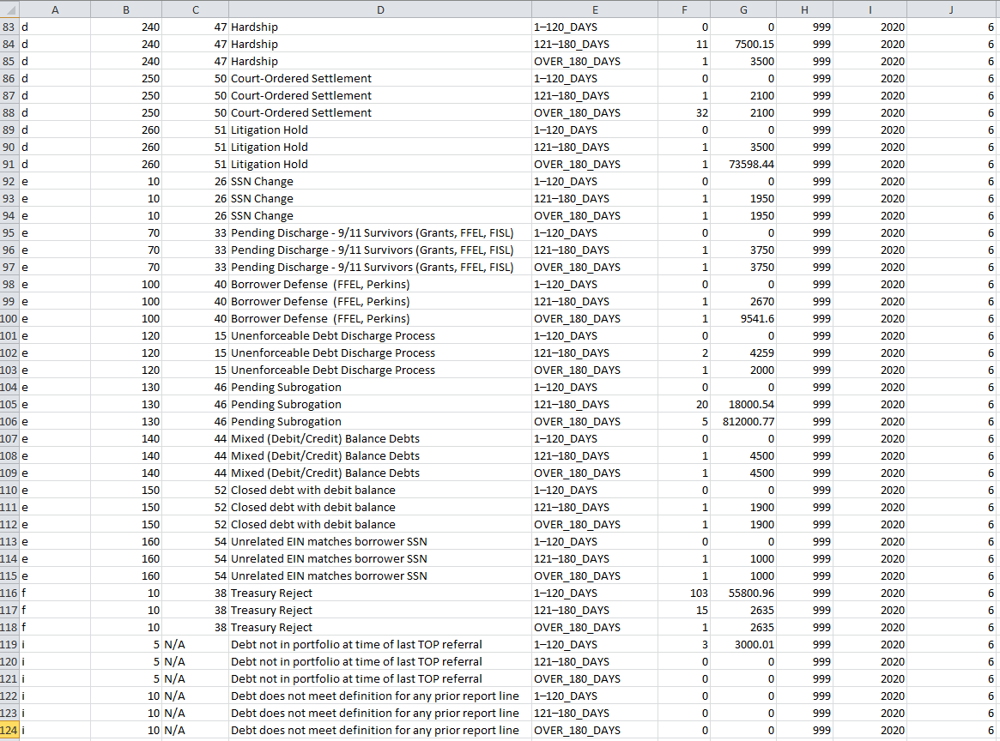 A B C D E F G H I J
83 d 240 47 Hardship 1–120_DAYS 0 0 999 2020 6
84 d 240 47 Hardship 121–180_DAYS 11 7500.15 999 2020 6
85 d 240 47 Hardship OVER_180_DAYS 1 3500 999 2020 6
86 d 250 50 Court-Ordered Settlement 1–120_DAYS 0 0 999 2020 6
87 d 250 50 Court-Ordered Settlement 121–180_DAYS 1 2100 999 2020 6
88 d 250 50 Court-Ordered Settlement OVER_180_DAYS 32 2100 999 2020 6
89 d 260 51 Litigation Hold 1–120_DAYS 0 0 999 2020 6
90 d 260 51 Litigation Hold 121–180_DAYS 1 3500 999 2020 6
91 d 260 51 Litigation Hold OVER_180_DAYS 1 73598.44 999 2020 6
92 e 10 26 SSN Change 1–120_DAYS 0 0 999 2020 6
93 e 10 26 SSN Change 121–180_DAYS 1 1950 999 2020 6
94 e 10 26 SSN Change OVER_180_DAYS 1 1950 999 2020 6
95 e 70 33 Pending Discharge - 9/11 Survivors (Grants, FFEL, FISL) 1–120_DAYS 0 0 999 2020 6
96 e 70 33 Pending Discharge - 9/11 Survivors (Grants, FFEL, FISL) 121–180_DAYS 1 3750 999 2020 6
97 e 70 33 Pending Discharge - 9/11 Survivors (Grants, FFEL, FISL) OVER_180_DAYS 1 3750 999 2020 6
98 e 100 40 Borrower Defense  (FFEL, Perkins) 1–120_DAYS 0 0 999 2020 6
99 e 100 40 Borrower Defense  (FFEL, Perkins) 121–180_DAYS 1 2670 999 2020 6
100 e 100 40 Borrower Defense  (FFEL, Perkins) OVER_180_DAYS 1 9541.6 999 2020 6
101 e 120 15 Unenforceable Debt Discharge Process 1–120_DAYS 0 0 999 2020 6
102 e 120 15 Unenforceable Debt Discharge Process 121–180_DAYS 2 4259 999 2020 6
103 e 120 15 Unenforceable Debt Discharge Process OVER_180_DAYS 1 2000 999 2020 6
104 e 130 46 Pending Subrogation 1–120_DAYS 0 0 999 2020 6
105 e 130 46 Pending Subrogation 121–180_DAYS 20 18000.54 999 2020 6
106 e 130 46 Pending Subrogation OVER_180_DAYS 5 812000.77 999 2020 6
107 e 140 44 Mixed (Debit/Credit) Balance Debts 1–120_DAYS 0 0 999 2020 6
108 e 140 44 Mixed (Debit/Credit) Balance Debts 121–180_DAYS 1 4500 999 2020 6
109 e 140 44 Mixed (Debit/Credit) Balance Debts OVER_180_DAYS 1 4500 999 2020 6
110 e 150 52 Closed debt with debit balance 1–120_DAYS 0 0 999 2020 6
111 e 150 52 Closed debt with debit balance 121–180_DAYS 1 1900 999 2020 6
112 e 150 52 Closed debt with debit balance OVER_180_DAYS 1 1900 999 2020 6
113 e 160 54 Unrelated EIN matches borrower SSN 1–120_DAYS 0 0 999 2020 6
114 e 160 54 Unrelated EIN matches borrower SSN 121–180_DAYS 1 1000 999 2020 6
115 e 160 54 Unrelated EIN matches borrower SSN OVER_180_DAYS 1 1000 999 2020 6
116 f 10 38 Treasury Reject 1–120_DAYS 103 55800.96 999 2020 6
117 f 10 38 Treasury Reject 121–180_DAYS 15 2635 999 2020 6
118 f 10 38 Treasury Reject OVER_180_DAYS 1 2635 999 2020 6
119 i 5 N/A Debt not in portfolio at time of last TOP referral 1–120_DAYS 3 3000.01 999 2020 6
120 i 5 N/A Debt not in portfolio at time of last TOP referral 121–180_DAYS 0 0 999 2020 6
121 i 5 N/A Debt not in portfolio at time of last TOP referral OVER_180_DAYS 0 0 999 2020 6
122 i 10 N/A Debt does not meet definition for any prior report line 1–120_DAYS 0 0 999 2020 6
123 i 10 N/A Debt does not meet definition for any prior report line 121–180_DAYS 0 0 999 2020 6
124 i 10 N/A Debt does not meet definition for any prior report line OVER_180_DAYS 0 0 999 2020 6